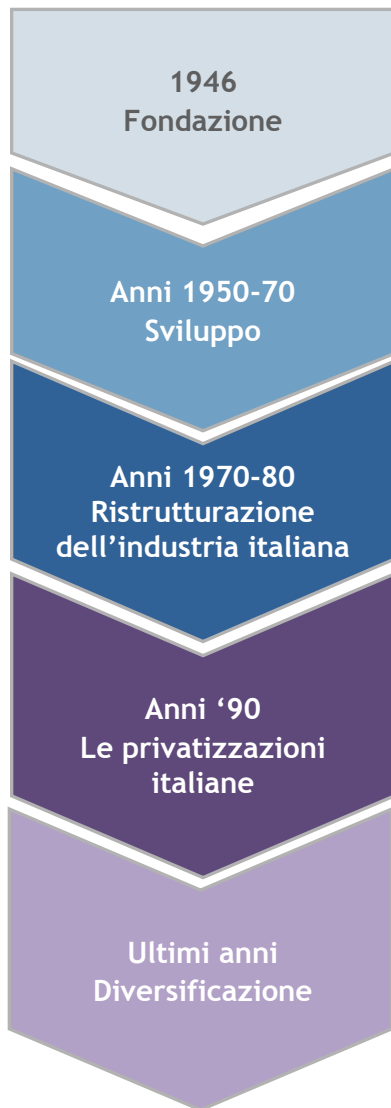 1946
Fondazione
Anni 1950-70
Sviluppo
Anni 1970-80
Ristrutturazione
dell’industria italiana
Anni ‘90
Le privatizzazioni
italiane
Ultimi anni
Diversificazione